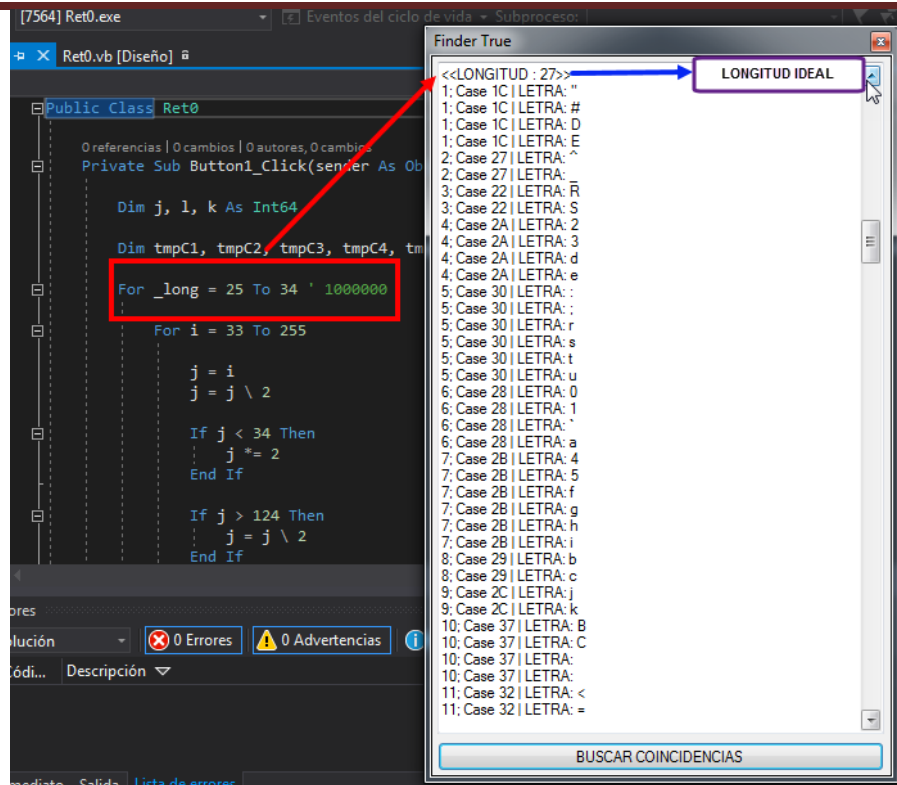 [7564] Ret0.exe
Eventos del ciclo de vida
Subproceso:
Ret0.vb [Diseño]
Public Class Ret0
0 referencias | 0 cambios | 0 autores, 0 cambios
Private Sub Button1_Click(sender As Ob
Dim j, l, k As Int64
Dim tmpC1, tmpC2, tmpC3, tmpC4, tm
For _long = 25 To 34 ' 1000000
For i = 33 To 255
j = i
j = j \ 2
If j < 34 Then
j *= 2
End If
If j > 124 Then
j = j \ 2
End If
ores
olución
0 Errores
0 Advertencias
Códi...
Descripción
mediato
Salida
Lista de errores
Finder True
<<LONGITUD : 27>>
LONGITUD IDEAL
1; Case 1C | LETRA: "
1; Case 1C | LETRA: #
1; Case 1C | LETRA: D
1; Case 1C | LETRA: E
2; Case 27 | LETRA: ^
2; Case 27 | LETRA: _
3; Case 22 | LETRA: R
3; Case 22 | LETRA: S
4; Case 2A | LETRA: 2
4; Case 2A | LETRA: 3
4; Case 2A | LETRA: d
4; Case 2A | LETRA: e
5; Case 30 | LETRA: :
5; Case 30 | LETRA: ;
5; Case 30 | LETRA: r
5; Case 30 | LETRA: s
5; Case 30 | LETRA: t
5; Case 30 | LETRA: u
6; Case 28 | LETRA: 0
6; Case 28 | LETRA: 1
6; Case 28 | LETRA: `
6; Case 28 | LETRA: a
7; Case 2B | LETRA: 4
7; Case 2B | LETRA: 5
7; Case 2B | LETRA: f
7; Case 2B | LETRA: g
7; Case 2B | LETRA: h
7; Case 2B | LETRA: i
8; Case 29 | LETRA: b
8; Case 29 | LETRA: c
9; Case 2C | LETRA: j
9; Case 2C | LETRA: k
10; Case 37 | LETRA: B
10; Case 37 | LETRA: C
10; Case 37 | LETRA:
10; Case 37 | LETRA:
11; Case 32 | LETRA: <
11; Case 32 | LETRA: =
BUSCAR COINCIDENCIAS